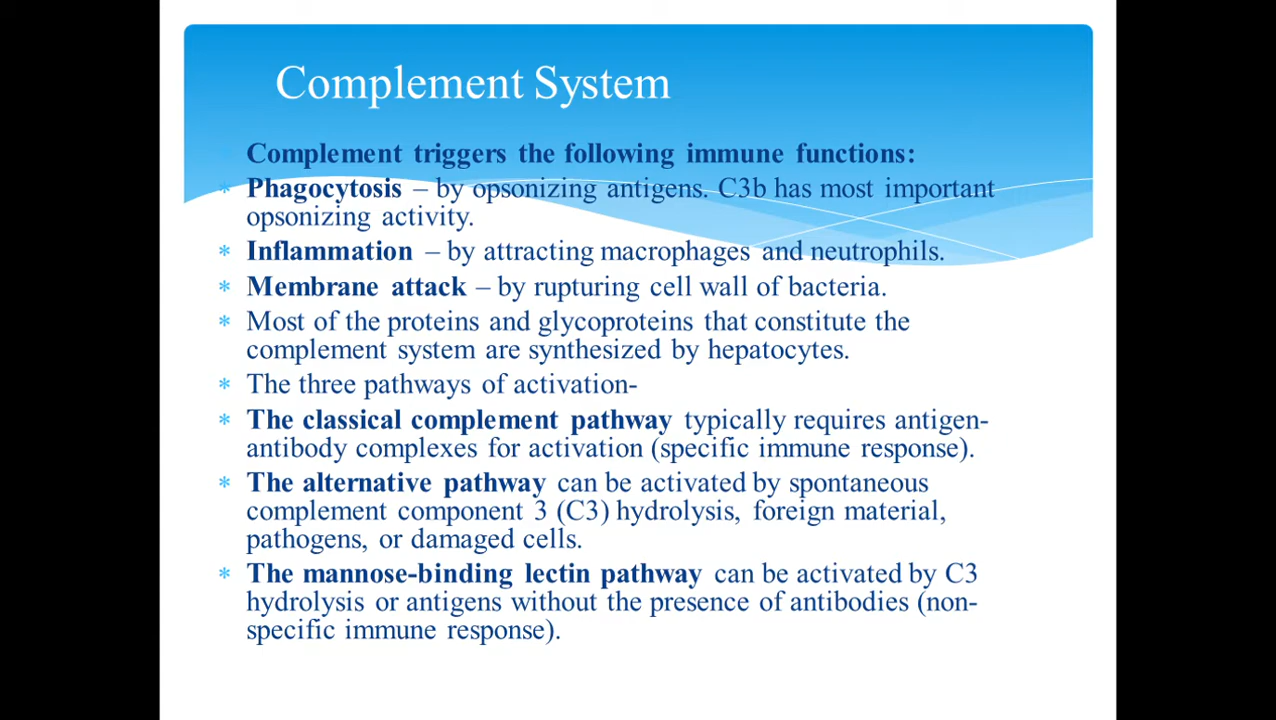 Complement System
Complement triggers the following immune functions:
* Phagocytosis – by opsonizing antigens. C3b has most important
opsonizing activity.
* Inflammation – by attracting macrophages and neutrophils.
* Membrane attack – by rupturing cell wall of bacteria.
* Most of the proteins and glycoproteins that constitute the
complement system are synthesized by hepatocytes.
* The three pathways of activation-
* The classical complement pathway typically requires antigen-
antibody complexes for activation (specific immune response).
* The alternative pathway can be activated by spontaneous
complement component 3 (C3) hydrolysis, foreign material,
pathogens, or damaged cells.
* The mannose-binding lectin pathway can be activated by C3
hydrolysis or antigens without the presence of antibodies (non-
specific immune response).